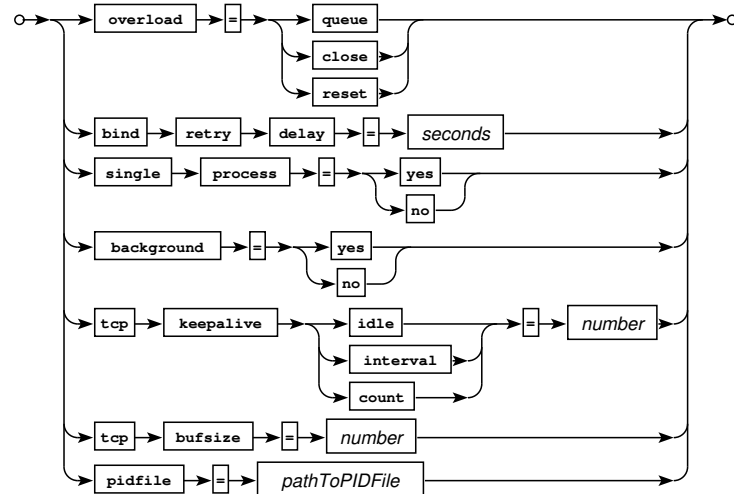 overload = queue
close
reset
bind retry delay = seconds
single process = yes
no
background = yes
no
tcp keepalive idle = number
interval
count
tcp bufsize = number
pidfile = pathToPIDFile